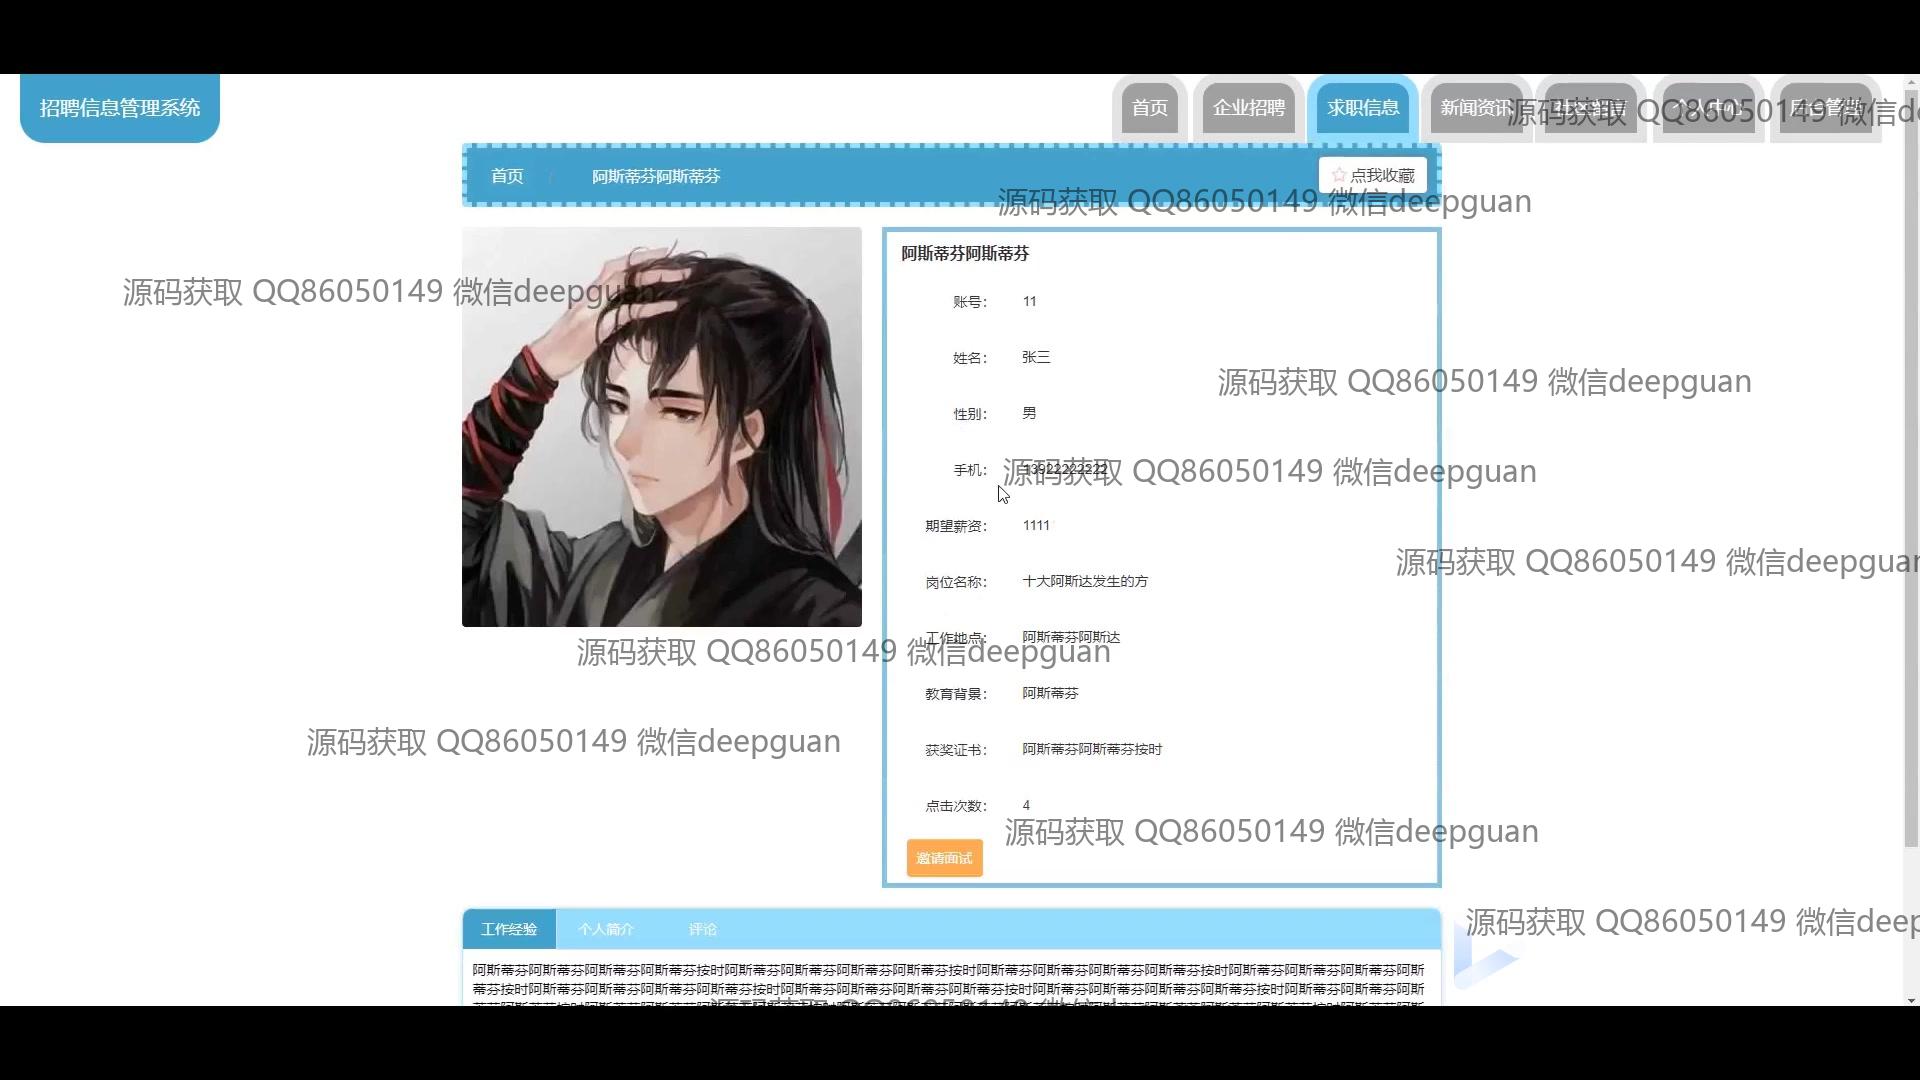 招聘信息管理系统
首页
企业招聘
求职信息
新闻资讯
个人中心
源码获取 QQ86050149 微信d
首页 / 阿斯蒂芬阿斯蒂芬
点我收藏
源码获取 QQ86050149 微信deepguan
阿斯蒂芬阿斯蒂芬
源码获取 QQ86050149 微信deepguan
账号： 11
姓名： 张三
源码获取 QQ86050149 微信deepguan
性别： 男
手机： 13922222222
源码获取 QQ86050149 微信deepguan
期望薪资： 1111
源码获取 QQ86050149 微信deepguan
岗位名称： 十大阿斯达发生的方
工作地点： 阿斯蒂芬阿斯达
源码获取 QQ86050149 微信deepguan
教育背景： 阿斯蒂芬
源码获取 QQ86050149 微信deepguan
获奖证书： 阿斯蒂芬阿斯蒂芬按时
点击次数： 4
源码获取 QQ86050149 微信deepguan
邀请面试
源码获取 QQ86050149 微信deep
工作经验
个人简介
评论
阿斯蒂芬阿斯蒂芬阿斯蒂芬阿斯蒂芬按时阿斯蒂芬阿斯蒂芬阿斯蒂芬阿斯蒂芬按时阿斯蒂芬阿斯蒂芬阿斯蒂芬阿斯蒂芬按时阿斯蒂芬阿斯蒂芬阿斯蒂芬阿斯
蒂芬按时阿斯蒂芬阿斯蒂芬阿斯蒂芬阿斯蒂芬按时阿斯蒂芬阿斯蒂芬阿斯蒂芬阿斯蒂芬按时阿斯蒂芬阿斯蒂芬阿斯蒂芬阿斯蒂芬按时阿斯蒂芬阿斯蒂芬阿斯